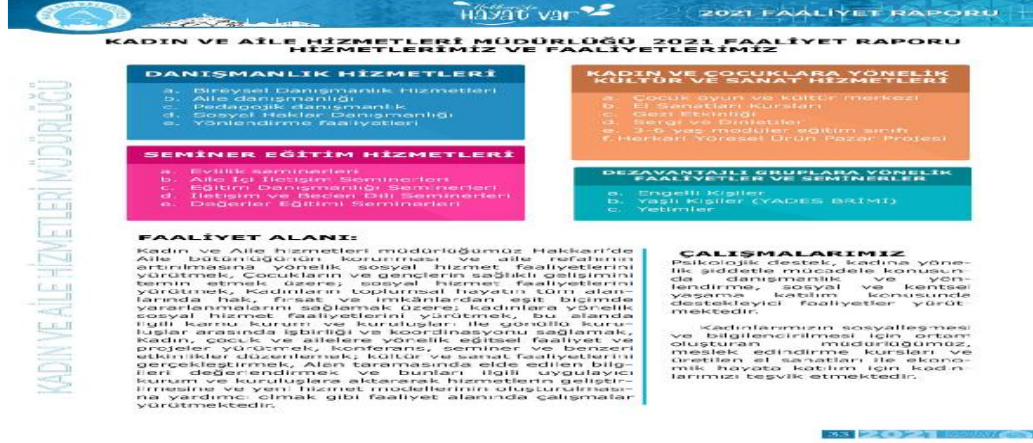 Hakkari'de
Hayat var
2021 FAALİYET RAPORU
KADIN VE AİLE HİZMETLERİ MÜDÜRLÜĞÜ 2021 FAALİYET RAPORU
HİZMETLERİMİZ VE FAALİYETLERİMİZ
KADIN VE AİLE HİZMETLERİ MÜDÜRLÜĞÜ
DANIŞMANLIK HİZMETLERİ
a. Bireysel Danışmanlık Hizmetleri
b. Aile danışmanlığı
c. Pedagojik danışmanlık
d. Sosyal Haklar Danışmanlığı
e. Yönlendirme faaliyetleri
SEMİNER EĞİTİM HİZMETLERİ
a. Evlilik seminerleri
b. Aile İçi İletişim Seminerleri
c. Eğitim Danışmanlığı Seminerleri
d. İletişim ve Beceri Dili Seminerleri
e. Değerler Eğitimi Seminerleri
KADIN VE ÇOCUKLARA YÖNELİK
KÜLTÜR VE SANAT HİZMETLERİ
a. Çocuk oyun ve kültür merkezi
b. El Sanatları Kursları
c. Gezi Etkinliği
d. Sergi ve Dinletiler
e. 3-6 yaş modüler eğitim sınıfı
f. Herkari Yöresel Ürün Pazar Projesi
DEZAVANTAJLI GRUPLARA YÖNELİK
FAALİYETLER VE SEMİNERLER
a. Engelli Kişiler
b. Yaşlı Kişiler (YADES BRİMİ)
c. Yetimler
FAALİYET ALANI:
Kadın ve Aile hizmetleri müdürlüğümüz Hakkari'de
Aile bütünlüğünün korunması ve aile refahının
artırılmasına yönelik sosyal hizmet faaliyetlerini
yürütmek, Çocukların ve gençlerin sağlıklı gelişimini
temin etmek üzere; sosyal hizmet faaliyetlerini
yürütmek, Kadınların toplumsal hayatın tüm alan-
larında hak, fırsat ve imkânlardan eşit biçimde
yararlanmalarını sağlamak üzere; kadınlara yönelik
sosyal hizmet faaliyetlerini yürütmek, bu alanda
ilgili kamu kurum ve kuruluşları ile gönüllü kuru-
luşlar arasında işbirliği ve koordinasyonu sağlamak,
Kadın, çocuk ve ailelere yönelik eğitsel faaliyet ve
projeler yürütmek, konferans, seminer ve benzeri
etkinlikler düzenlemek; kültür ve sanat faaliyetlerini
gerçekleştirmek, Alan taramasında elde edilen bilg-
ileri değerlendirmek ve bunları ilgili uygulayıcı
kurum ve kuruluşlara aktararak hizmetlerin geliştir-
ilmesine ve yeni hizmet modellerinin oluşturulması-
na yardımcı olmak gibi faaliyet alanında çalışmalar
yürütmektedir.
ÇALIŞMALARIMIZ
Psikolojik destek, kadına yöne-
lik şiddetle mücadele konusun-
da danışmanlık ve yön-
lendirme, sosyal ve kentsel
yaşama katılım konusunda
destekleyici faaliyetler yürüt-
mektedir.
Kadınlarımızın sosyalleşmesi
ve bilgilendirilmesi için ortam
oluşturan müdürlüğümüz,
meslek edindirme kursları ve
üretilen el sanatları ile ekono-
mik hayata katılım için kadın-
larımızı teşvik etmektedir.
33 2021